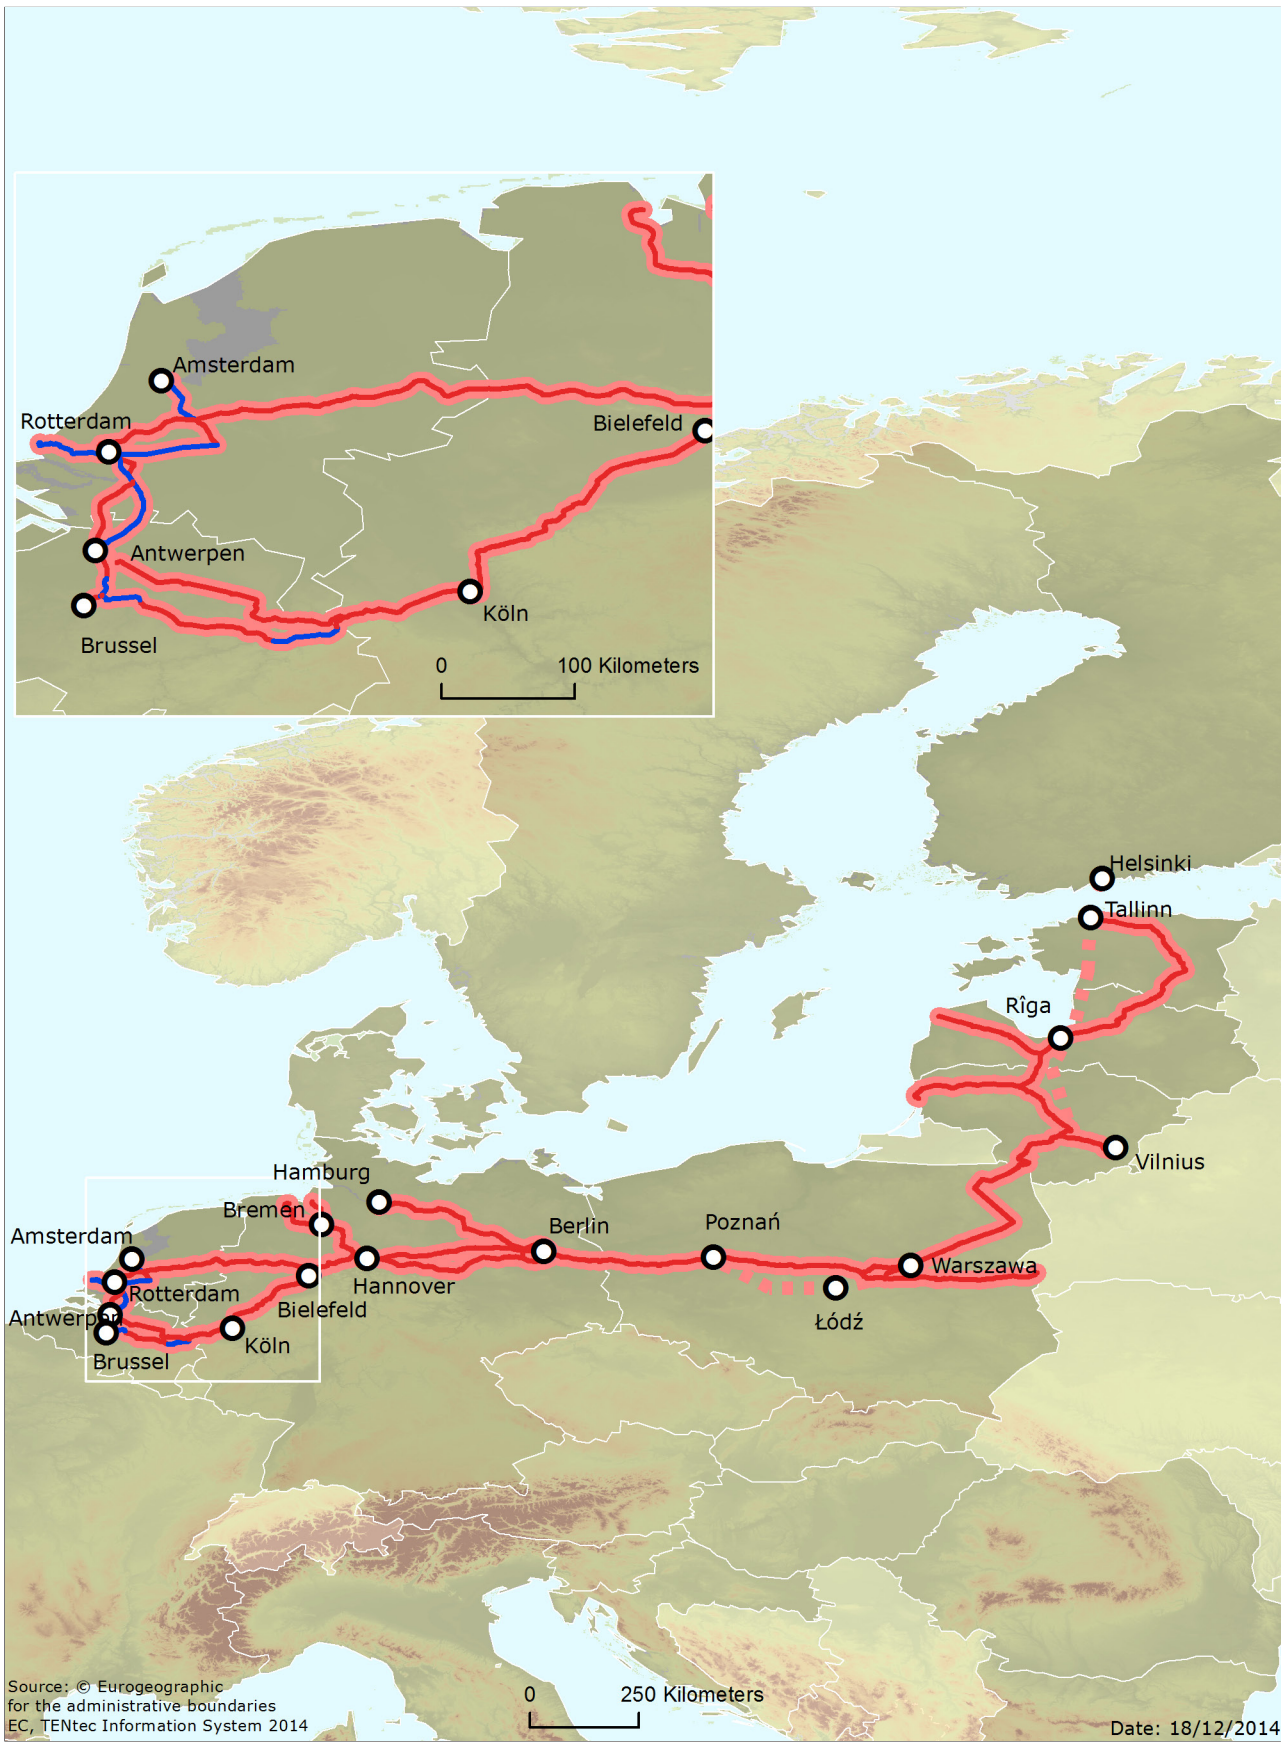 Amsterdam
Rotterdam
Bielefeld
Antwerpen
Köln
Brussel
0 100 Kilometers
Helsinki
Tallinn
Rîga
Vilnius
Hamburg
Bremen
Amsterdam
Berlin
Poznań
Warszawa
Rotterdam
Hannover
Bielefeld
Antwerpen
Łódź
Köln
Brussel
Source: © Eurogeographic
for the administrative boundaries
EC, TENtec Information System 2014
0 250 Kilometers
Date: 18/12/2014